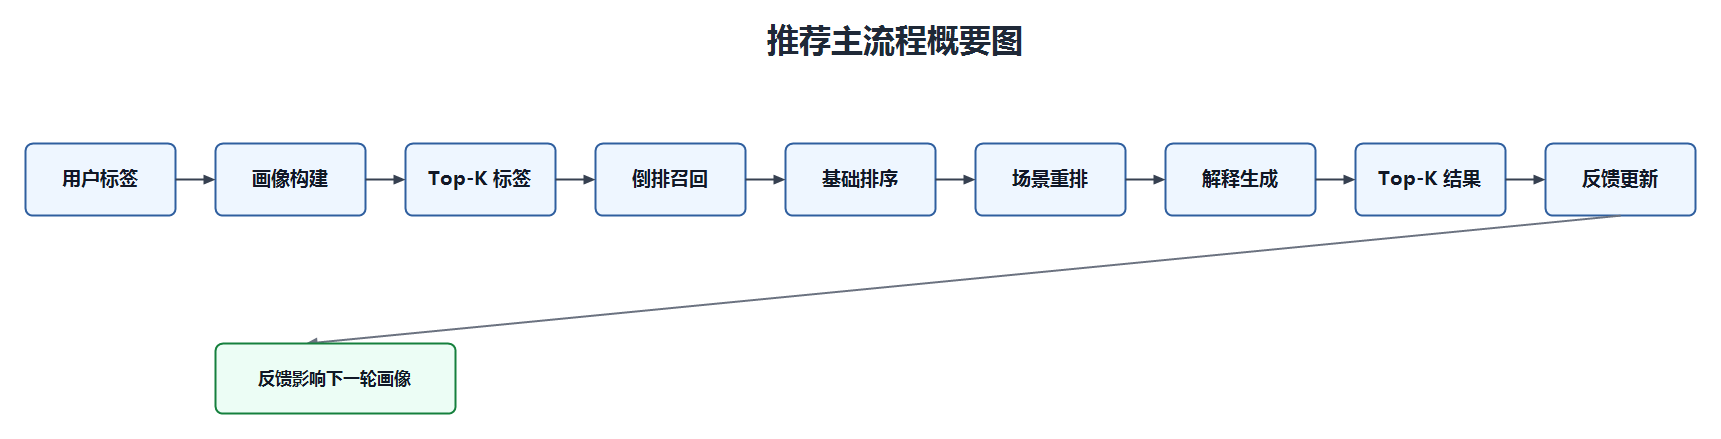 推荐主流程概要图
用户标签
画像构建
Top-K 标签
倒排召回
基础排序
场景重排
解释生成
Top-K 结果
反馈更新
反馈影响下一轮画像